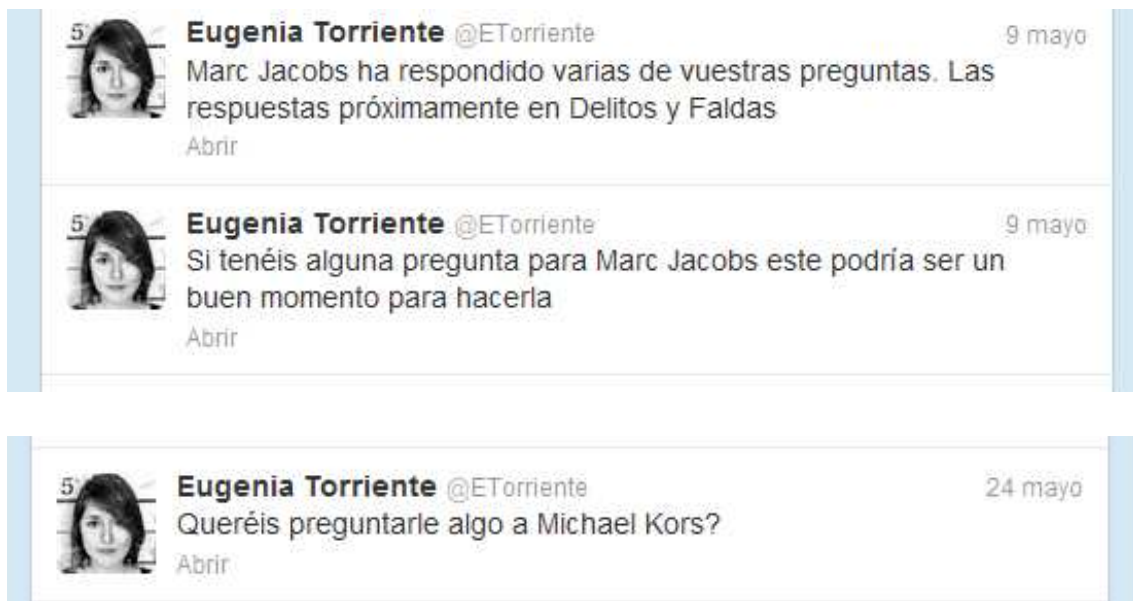 Eugenia Torriente @ETorriente 9 mayo
Marc Jacobs ha respondido varias de vuestras preguntas. Las
respuestas próximamente en Delitos y Faldas
Abrir
Eugenia Torriente @ETorriente 9 mayo
Si tenéis alguna pregunta para Marc Jacobs este podría ser un
buen momento para hacerla
Abrir
Eugenia Torriente @ETorriente 24 mayo
Queréis preguntarle algo a Michael Kors?
Abrir